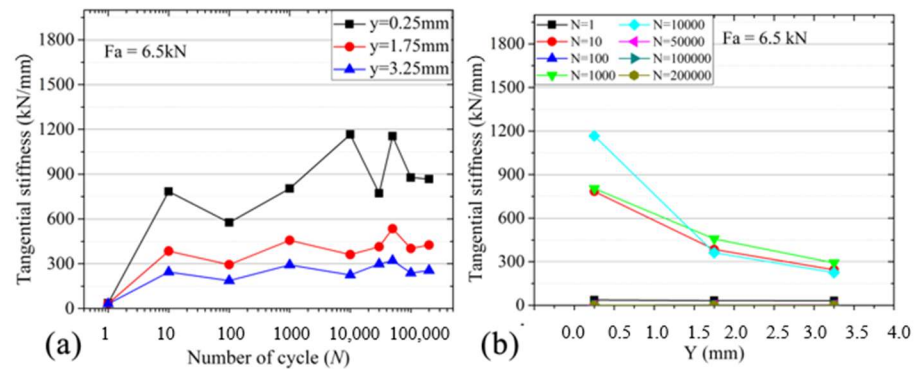 1800
1500
1200
900
600
300
0
Tangential stiffness (kN/mm)
Fa = 6.5kN
y=0.25mm
y=1.75mm
y=3.25mm
1 10 100 1000 10,000 100,000
Number of cycle (N)
(a)
1800
1500
1200
900
600
300
0
Tangential stiffness (kN/mm)
N=1 N=10000
N=10 N=50000
N=100 N=100000
N=1000 N=200000
Fa = 6.5 kN
0.0 0.5 1.0 1.5 2.0 2.5 3.0 3.5 4.0
Y (mm)
(b)